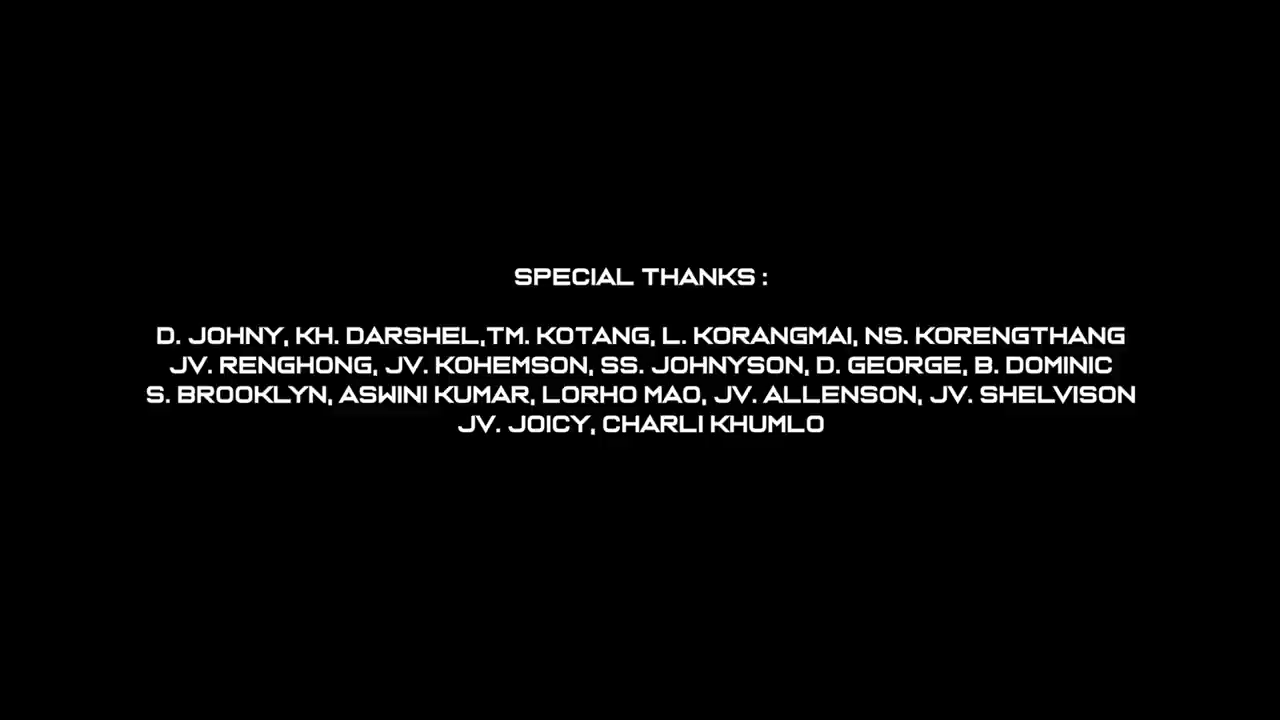 SPECIAL THANKS :
D. JOHNY, KH. DARSHEL,TM. KOTANG, L. KORANGMAI, NS. KORENGTHANG
JV. RENGHONG, JV. KOHEMSON, SS. JOHNYSON, D. GEORGE, B. DOMINIC
S. BROOKLYN, ASWINI KUMAR, LORHO MAO, JV. ALLENSON, JV. SHELVISON
JV. JOICY, CHARLI KHUMLO